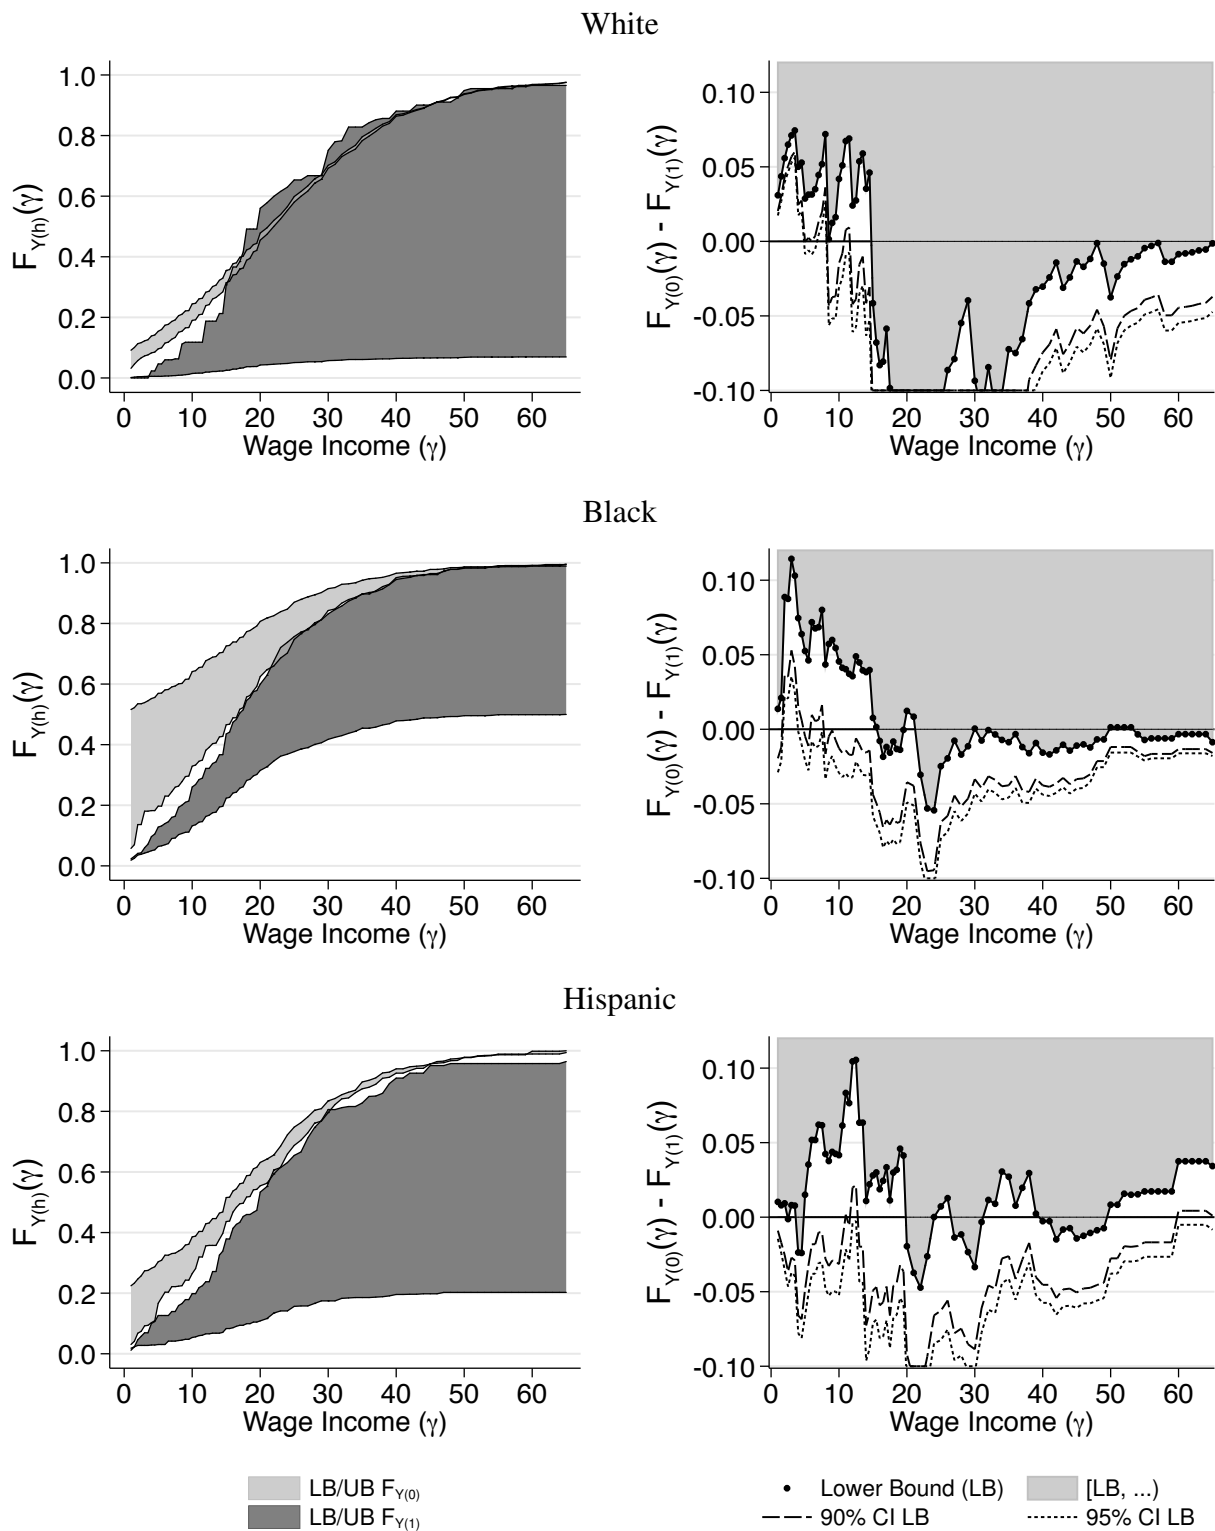 White
1.0
0.8
0.6
0.4
0.2
0.0
F_Y(h)(γ)
0 10 20 30 40 50 60
Wage Income (γ)
0.10
0.05
0.00
-0.05
-0.10
F_Y(0)(γ) - F_Y(1)(γ)
0 10 20 30 40 50 60
Wage Income (γ)
Black
1.0
0.8
0.6
0.4
0.2
0.0
F_Y(h)(γ)
0 10 20 30 40 50 60
Wage Income (γ)
0.10
0.05
0.00
-0.05
-0.10
F_Y(0)(γ) - F_Y(1)(γ)
0 10 20 30 40 50 60
Wage Income (γ)
Hispanic
1.0
0.8
0.6
0.4
0.2
0.0
F_Y(h)(γ)
0 10 20 30 40 50 60
Wage Income (γ)
0.10
0.05
0.00
-0.05
-0.10
F_Y(0)(γ) - F_Y(1)(γ)
0 10 20 30 40 50 60
Wage Income (γ)
LB/UB F_Y(0)
LB/UB F_Y(1)
Lower Bound (LB) [LB, ...)
90% CI LB 95% CI LB